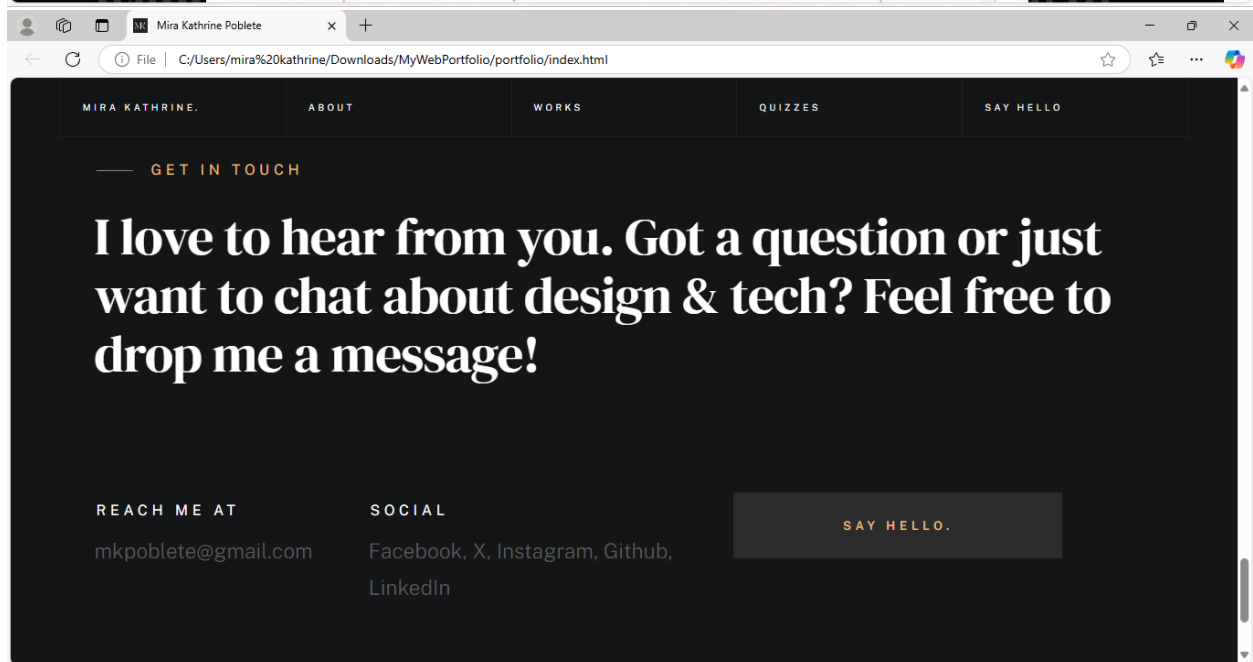 MK Mira Kathrine Poblete
File C:/Users/mira%20kathrine/Downloads/MyWebPortfolio/portfolio/index.html
MIRA KATHRINE. ABOUT WORKS QUIZZES SAY HELLO
GET IN TOUCH
I love to hear from you. Got a question or just
want to chat about design & tech? Feel free to
drop me a message!
REACH ME AT SOCIAL
SAY HELLO.
mkpoblete@gmail.com Facebook, X, Instagram, Github,
LinkedIn